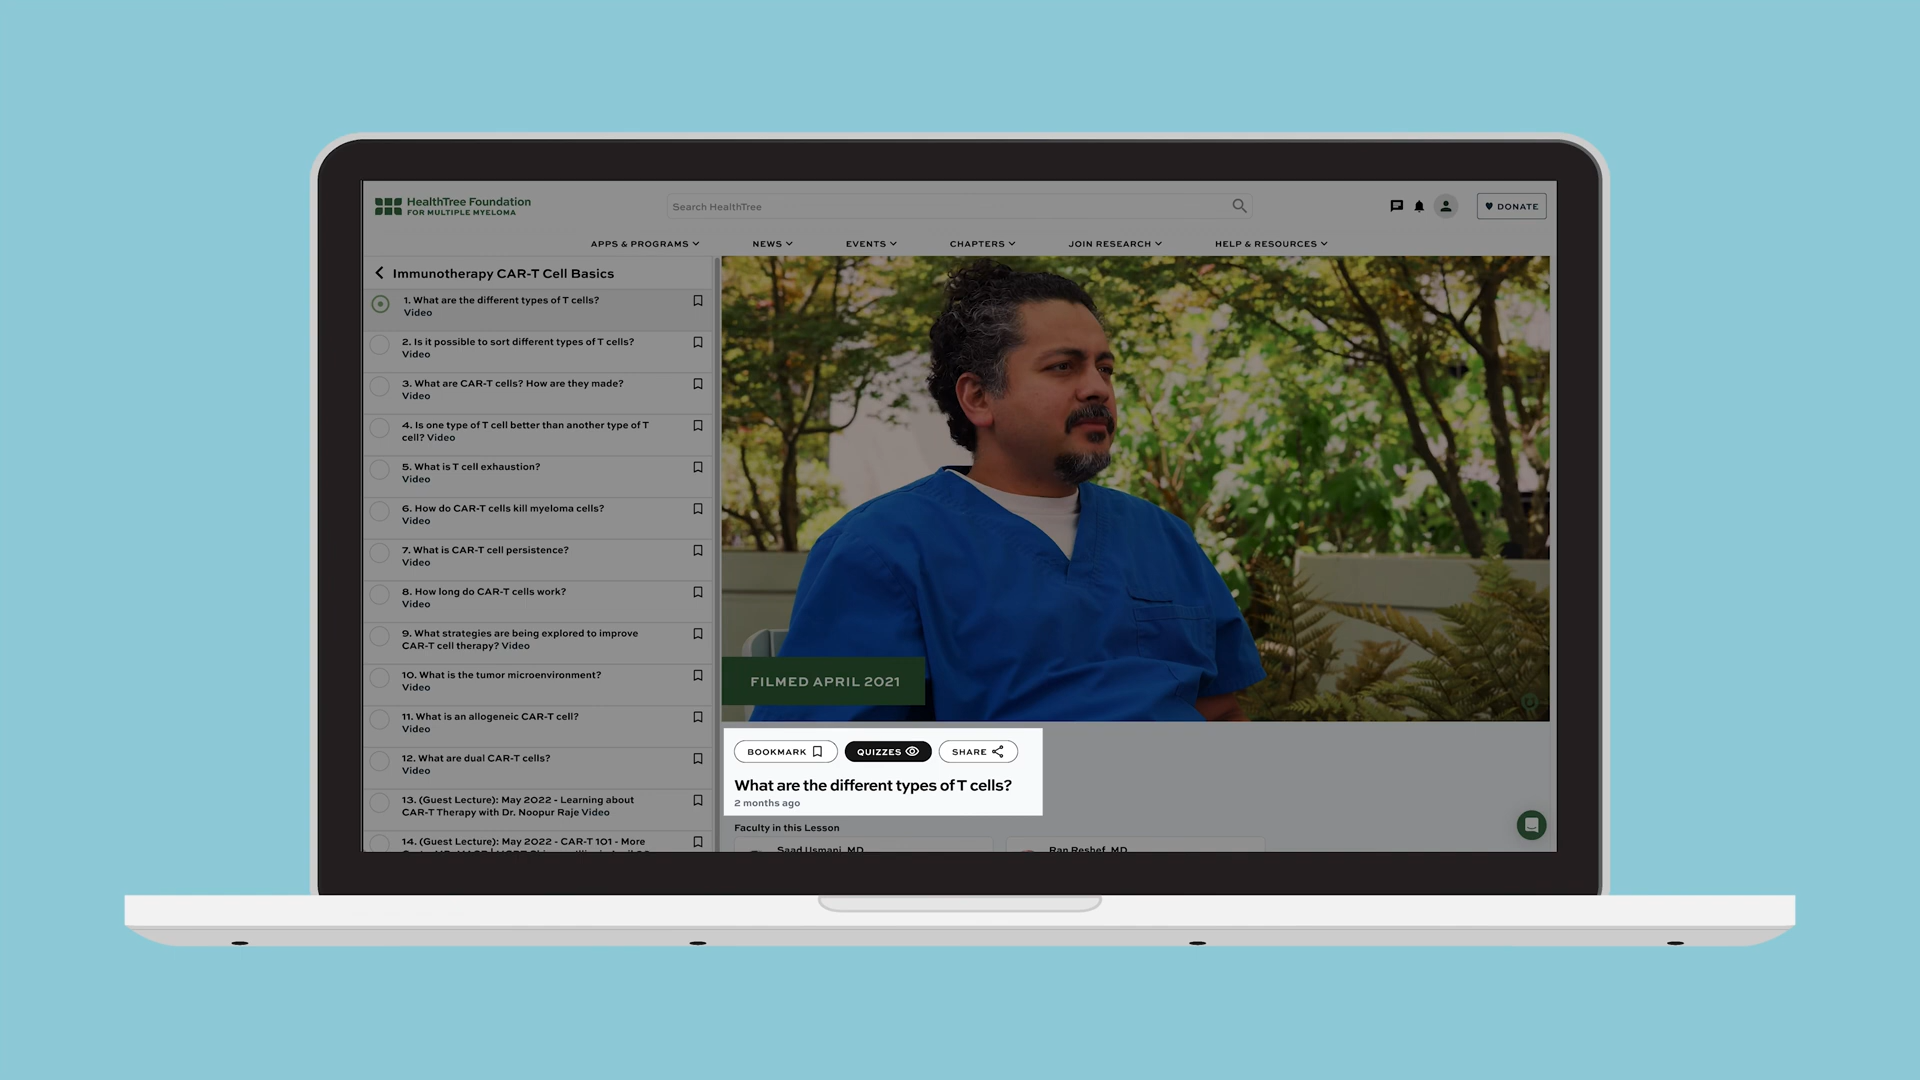 HealthTree Foundation
FOR MULTIPLE MYELOMA
Search HealthTree
DONATE
APPS & PROGRAMS
NEWS
EVENTS
CHAPTERS
JOIN RESEARCH
HELP & RESOURCES
Immunotherapy CAR-T Cell Basics
1. What are the different types of T cells?
Video
2. Is it possible to sort different types of T cells?
Video
3. What are CAR-T cells? How are they made?
Video
4. Is one type of T cell better than another type of T
cell? Video
5. What is T cell exhaustion?
Video
6. How do CAR-T cells kill myeloma cells?
Video
7. What is CAR-T cell persistence?
Video
8. How long do CAR-T cells work?
Video
9. What strategies are being explored to improve
CAR-T cell therapy? Video
10. What is the tumor microenvironment?
Video
11. What is an allogeneic CAR-T cell?
Video
12. What are dual CAR-T cells?
Video
13. (Guest Lecture): May 2022 - Learning about
CAR-T Therapy with Dr. Noopur Raje Video
14. (Guest Lecture): May 2022 - CAR-T 101 - More
FILMED APRIL 2021
BOOKMARK
QUIZZES
SHARE
What are the different types of T cells?
2 months ago
Faculty in this Lesson
Saad Usmani, MD
Ran Reshef, MD